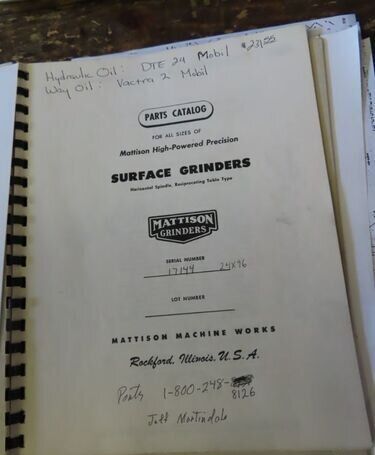 Hydraulic Oil: DTE 24 Mobil
Way Oil: Vactra 2 Mobil
PARTS CATALOG
FOR ALL SIZES OF
Mattison High-Powered Precision
SURFACE GRINDERS
Horizontal Spindle, Reciprocating Table Type
MATTISON
GRINDERS
SERIAL NUMBER
17144 24x96
LOT NUMBER
MATTISON MACHINE WORKS
Rockford, Illinois, U.S.A.
Parts 1-800-248-
8126
Jeff Martindale